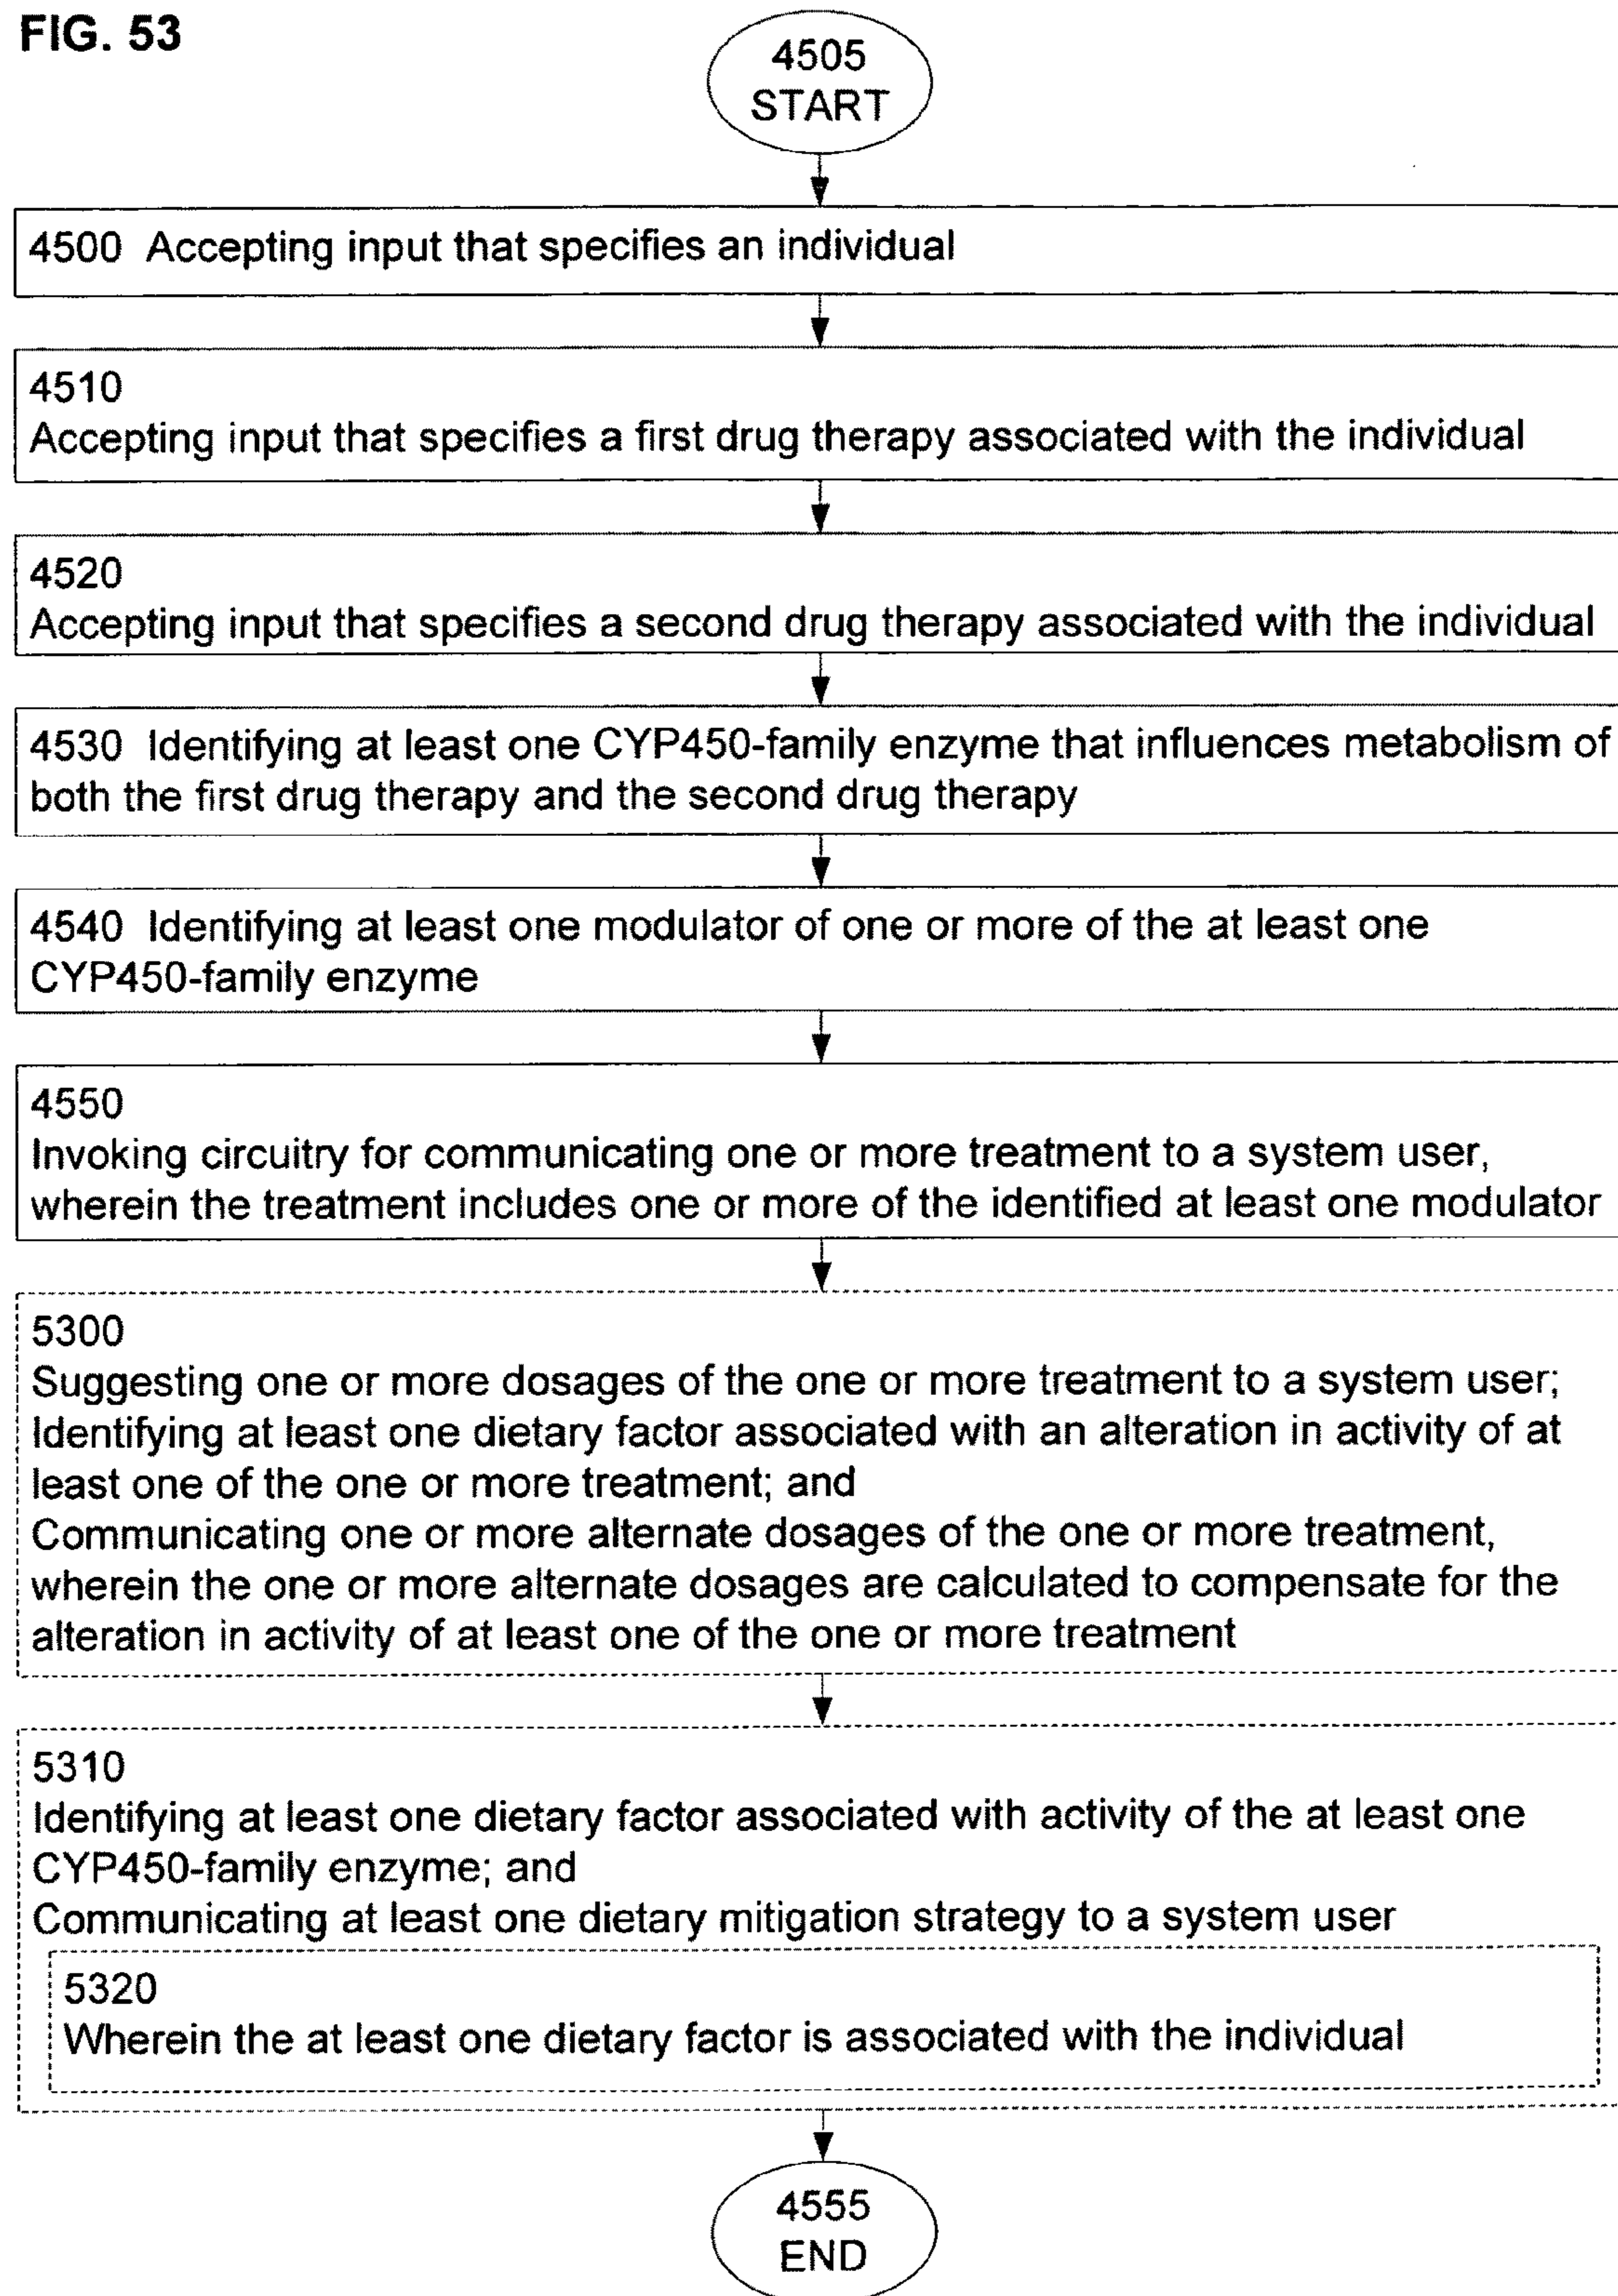 FIG. 53
4505
START
4500 Accepting input that specifies an individual
4510
Accepting input that specifies a first drug therapy associated with the individual
4520
Accepting input that specifies a second drug therapy associated with the individual
4530 Identifying at least one CYP450-family enzyme that influences metabolism of
both the first drug therapy and the second drug therapy
4540 Identifying at least one modulator of one or more of the at least one
CYP450-family enzyme
4550
Invoking circuitry for communicating one or more treatment to a system user,
wherein the treatment includes one or more of the identified at least one modulator
5300
Suggesting one or more dosages of the one or more treatment to a system user;
Identifying at least one dietary factor associated with an alteration in activity of at
least one of the one or more treatment; and
Communicating one or more alternate dosages of the one or more treatment,
wherein the one or more alternate dosages are calculated to compensate for the
alteration in activity of at least one of the one or more treatment
5310
Identifying at least one dietary factor associated with activity of the at least one
CYP450-family enzyme; and
Communicating at least one dietary mitigation strategy to a system user
5320
Wherein the at least one dietary factor is associated with the individual
4555
END